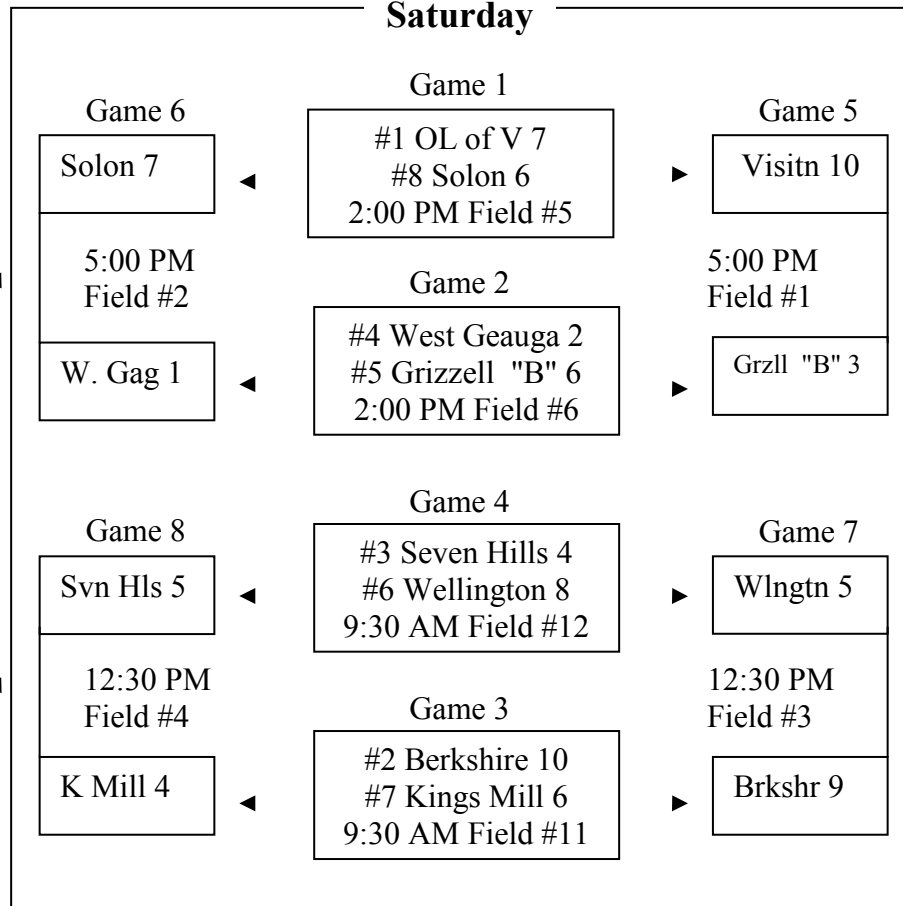 Saturday
Game 1
Game 6
Game 5
#1 OL of V 7
#8 Solon 6
2:00 PM Field #5
Solon 7
Visitn 10
5:00 PM
Field #2
5:00 PM
Field #1
Game 2
#4 West Geauga 2
#5 Grizzell "B" 6
2:00 PM Field #6
W. Gag 1
Grzll "B" 3
Game 4
Game 8
Game 7
#3 Seven Hills 4
#6 Wellington 8
9:30 AM Field #12
Svn Hls 5
Wlngtn 5
12:30 PM
Field #4
12:30 PM
Field #3
Game 3
#2 Berkshire 10
#7 Kings Mill 6
9:30 AM Field #11
K Mill 4
Brkshr 9